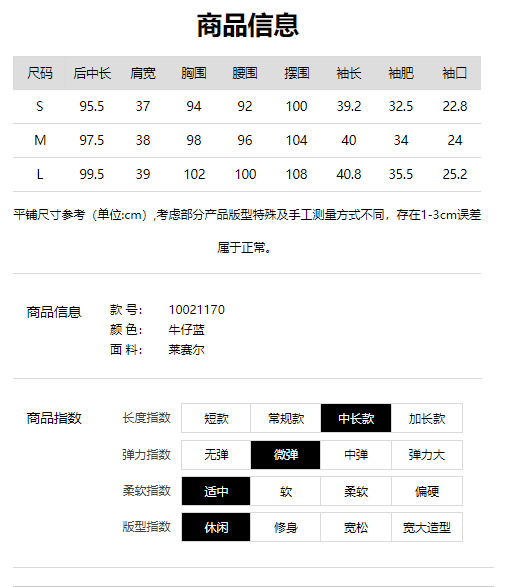 商品信息
尺码 后中长 肩宽 胸围 腰围 摆围 袖长 袖肥 袖口
S 95.5 37 94 92 100 39.2 32.5 22.8
M 97.5 38 98 96 104 40 34 24
L 99.5 39 102 100 108 40.8 35.5 25.2
平铺尺寸参考（单位:cm）,考虑部分产品版型特殊及手工测量方式不同，存在1-3cm误差
属于正常。
商品信息 款 号： 10021170
颜 色： 牛仔蓝
面 料： 莱赛尔
商品指数 长度指数 短款 常规款 中长款 加长款
弹力指数 无弹 微弹 中弹 弹力大
柔软指数 适中 软 柔软 偏硬
版型指数 休闲 修身 宽松 宽大造型